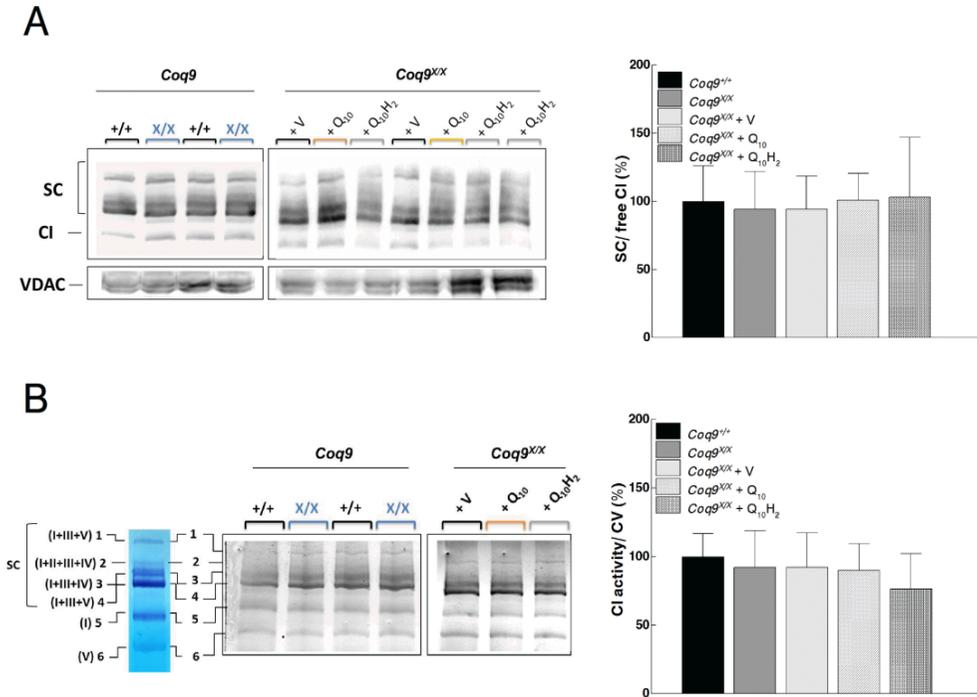 A
Coq9
Coq9X/X
+/+ X/X +/+ X/X
+ V + Q10 + Q10H2 + V + Q10 + Q10H2 + Q10H2
SC
CI
VDAC
SC/ free CI (%)
200
150
100
50
0
Coq9+/+
Coq9X/X
Coq9X/X + V
Coq9X/X + Q10
Coq9X/X + Q10H2
B
Coq9
Coq9X/X
+/+ X/X +/+ X/X
+ V + Q10 + Q10H2
SC
(I+III+V) 1
(I+II+III+IV) 2
(I+III+IV) 3
(I+III+V) 4
(I) 5
(V) 6
1
2
3
4
5
6
CI activity/ CV (%)
200
150
100
50
0
Coq9+/+
Coq9X/X
Coq9X/X + V
Coq9X/X + Q10
Coq9X/X + Q10H2